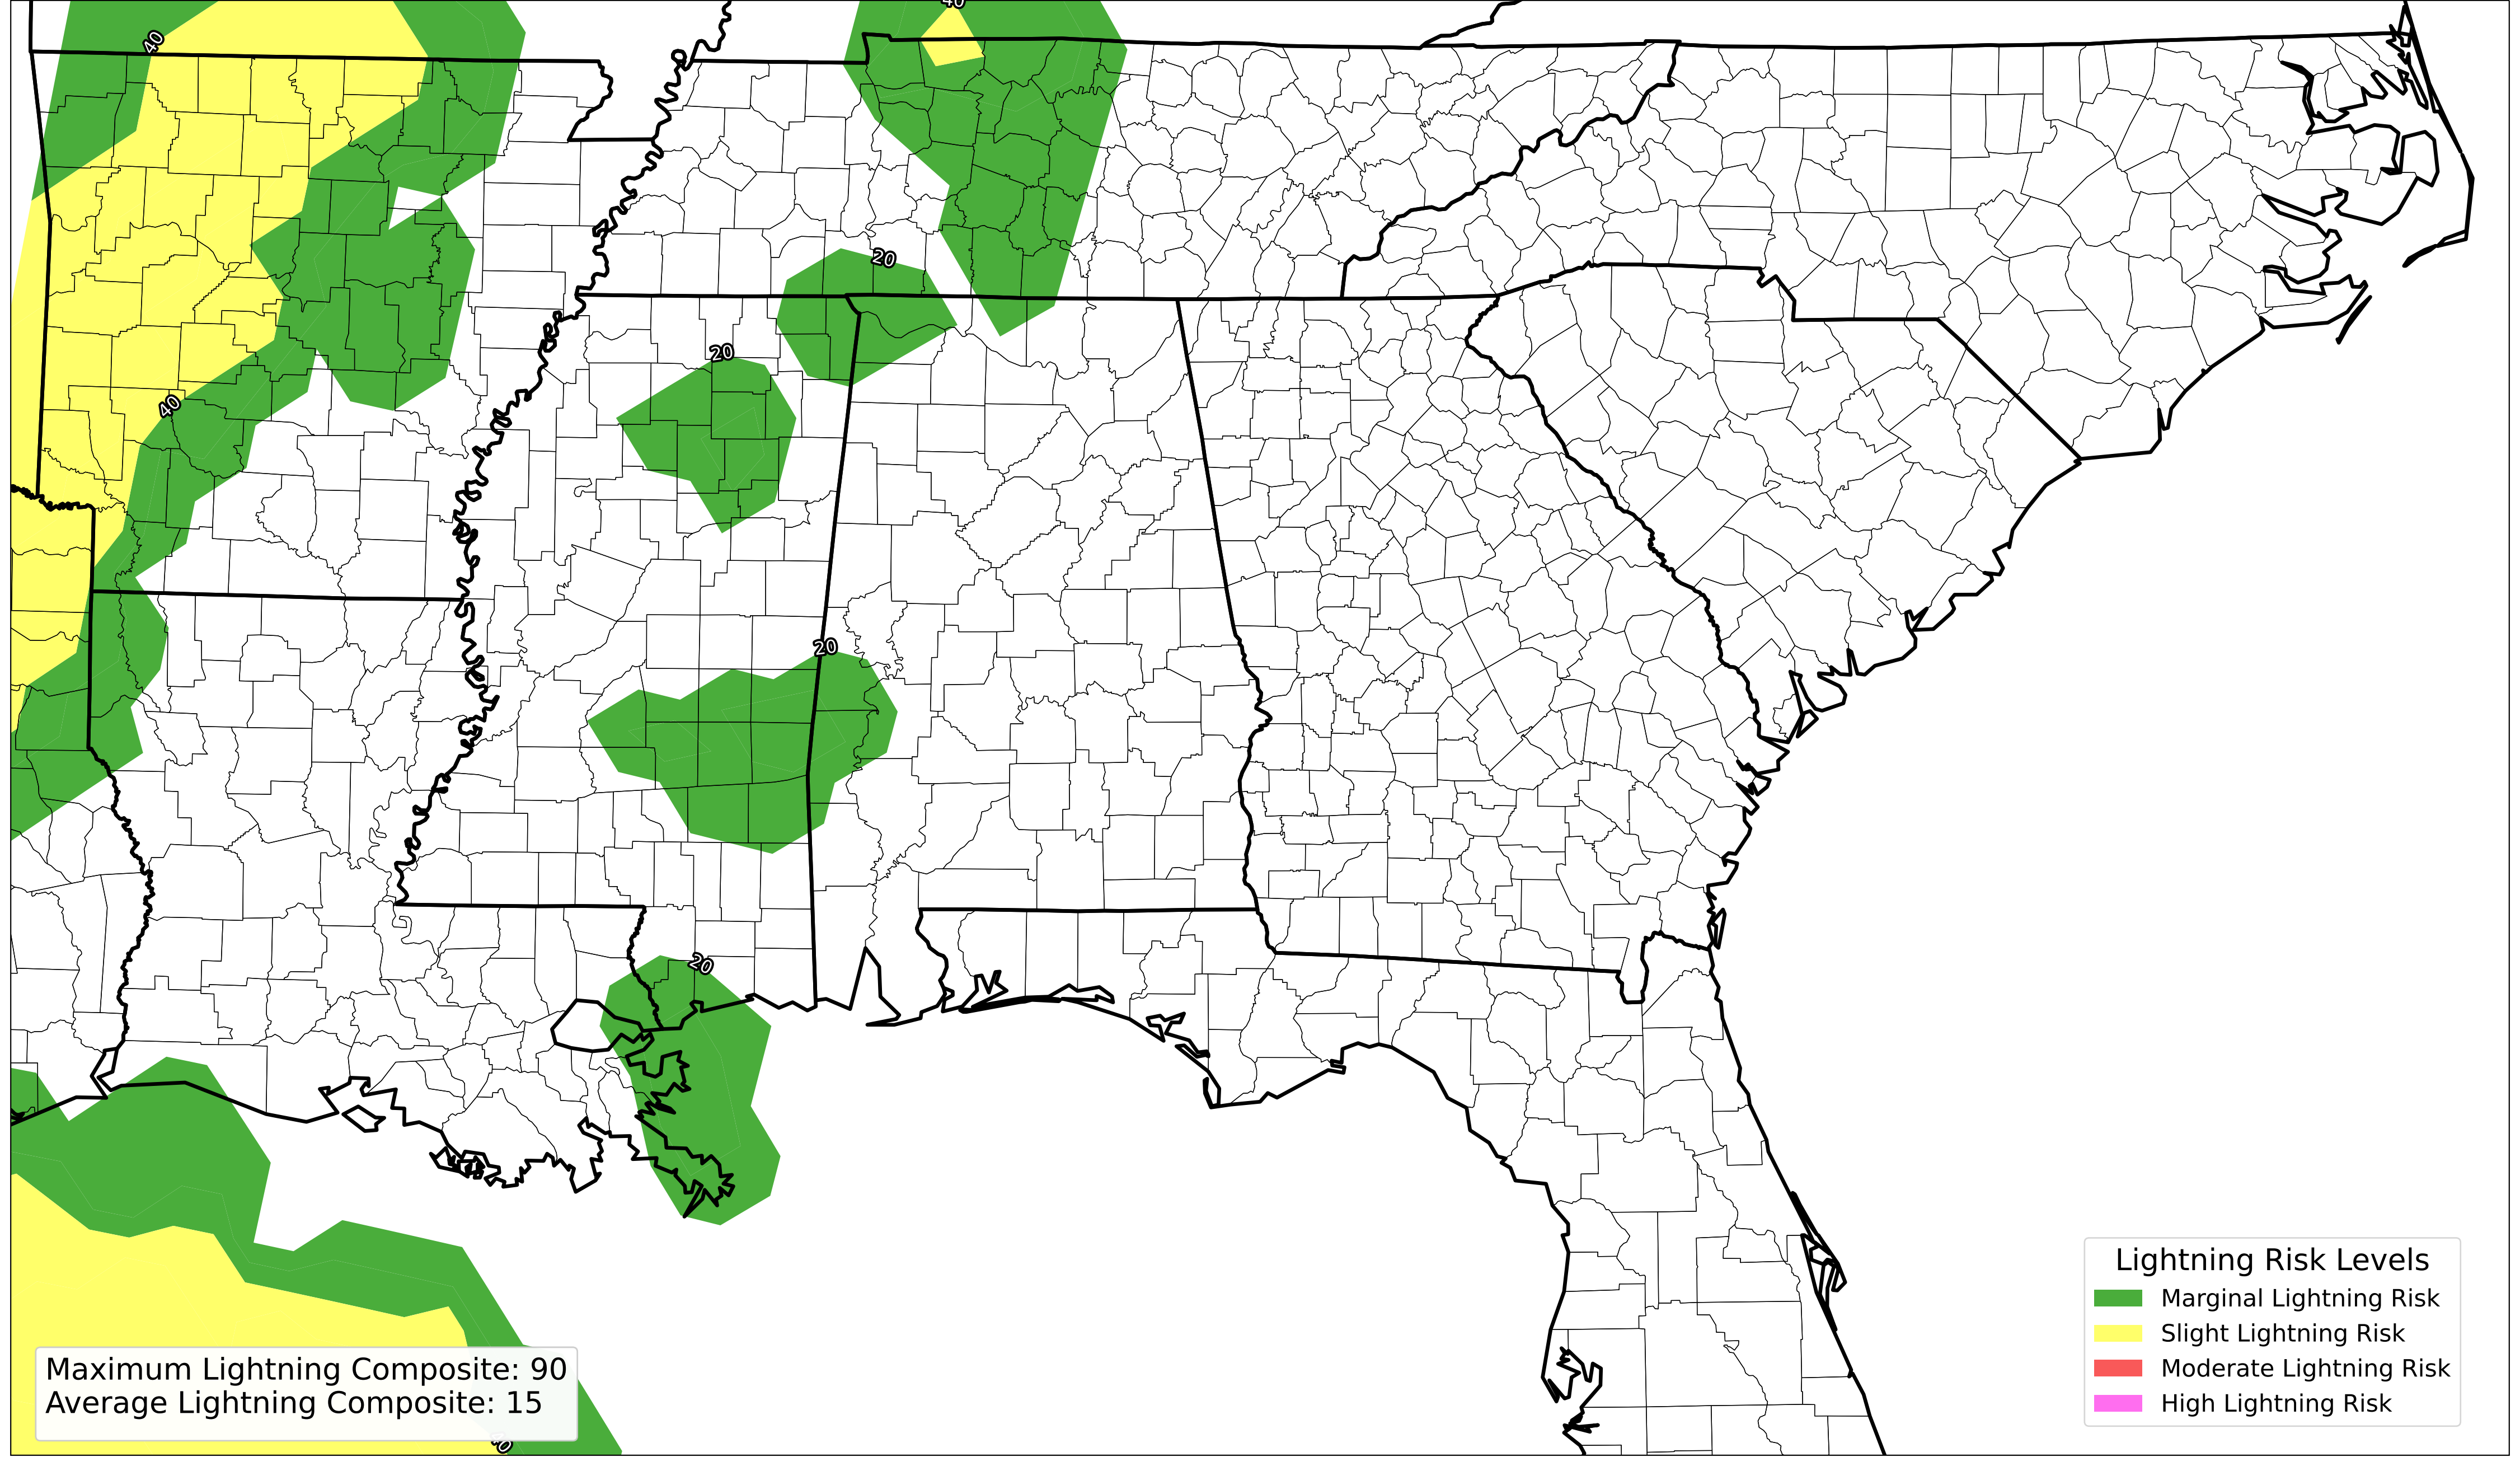 40
40
20
20
40
20
20
20
Lightning Risk Levels
Marginal Lightning Risk
Slight Lightning Risk
Moderate Lightning Risk
High Lightning Risk
Maximum Lightning Composite: 90
Average Lightning Composite: 15